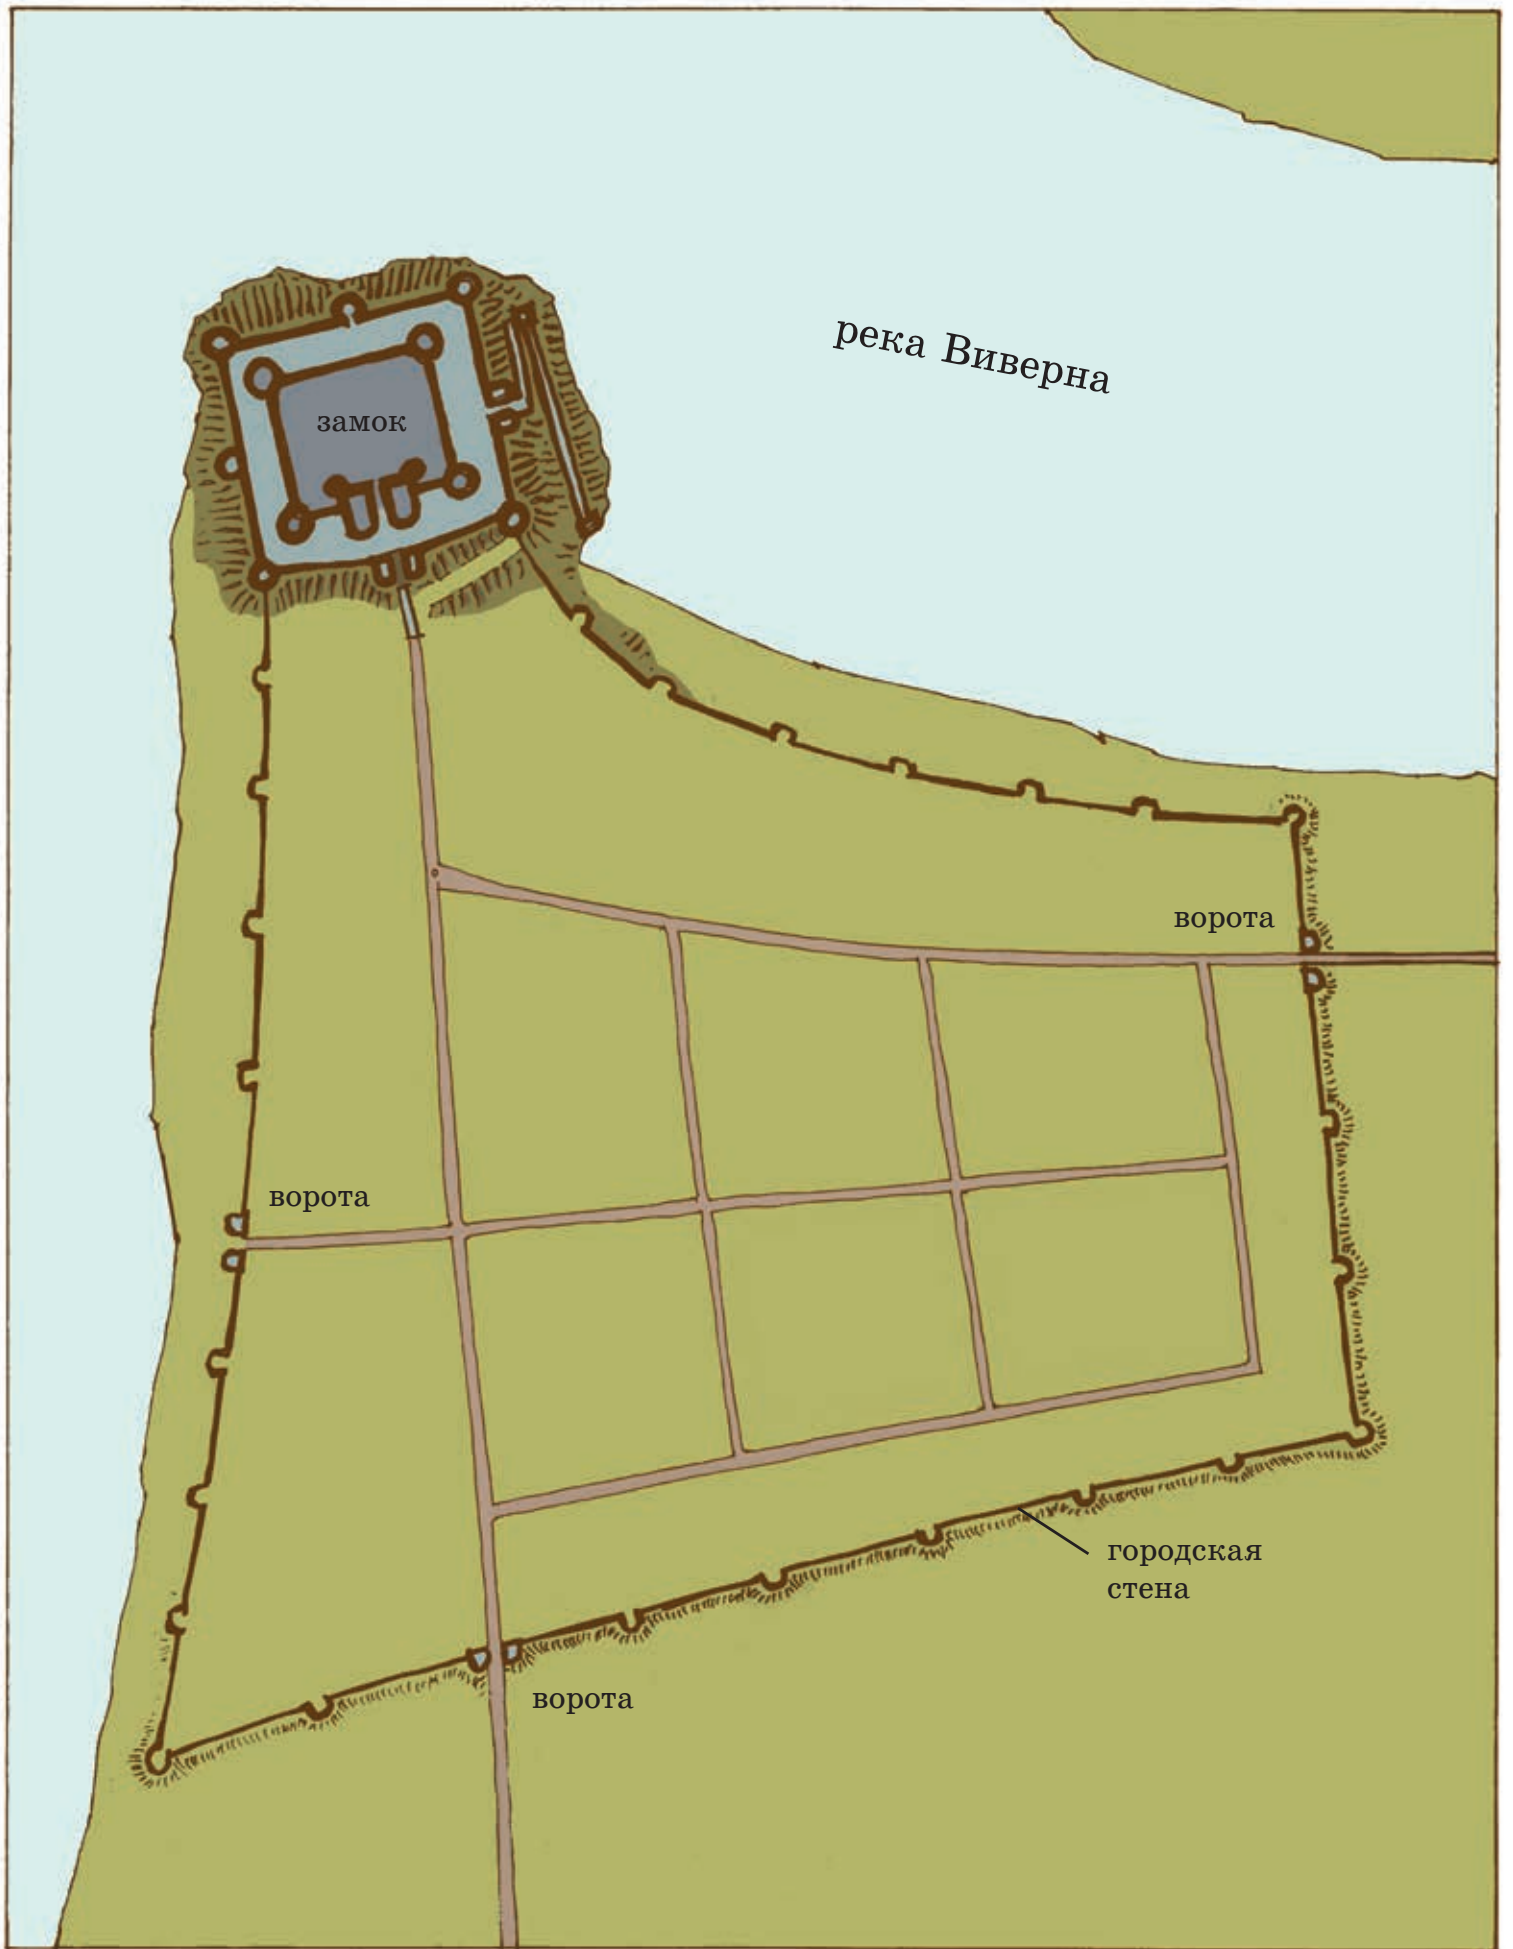 река Виверна
замок
ворота
ворота
городская
стена
ворота